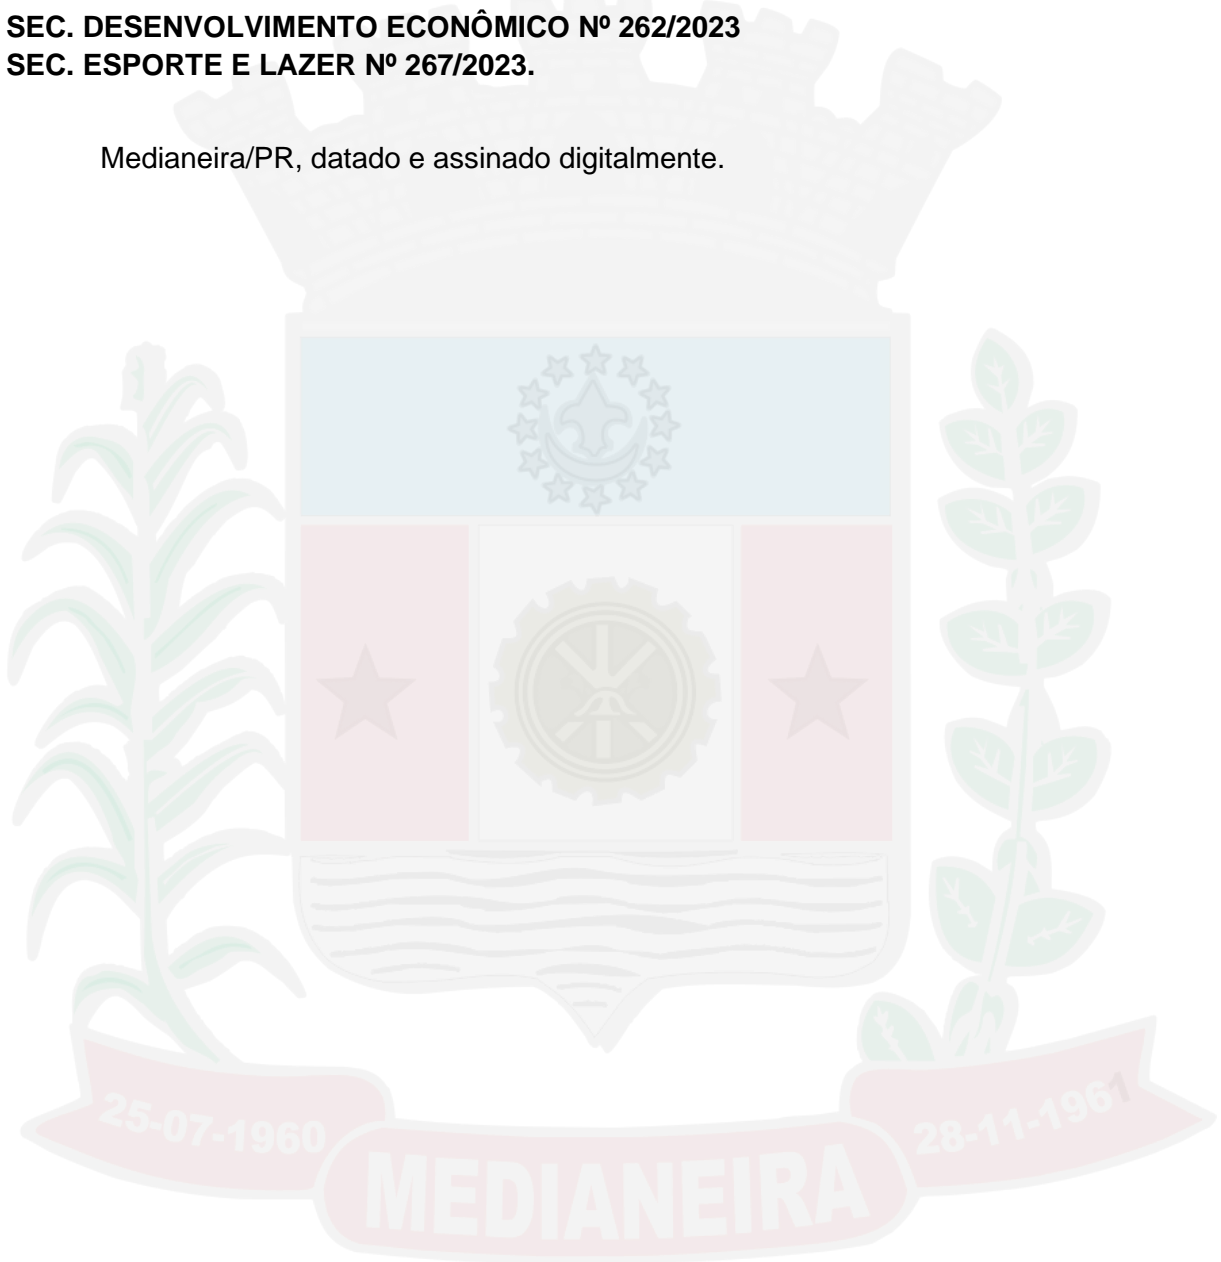 SEC. DESENVOLVIMENTO ECONÔMICO Nº 262/2023
SEC. ESPORTE E LAZER Nº 267/2023.
Medianeira/PR, datado e assinado digitalmente.
25-07-1960
28-11-1961
MEDIANEIRA